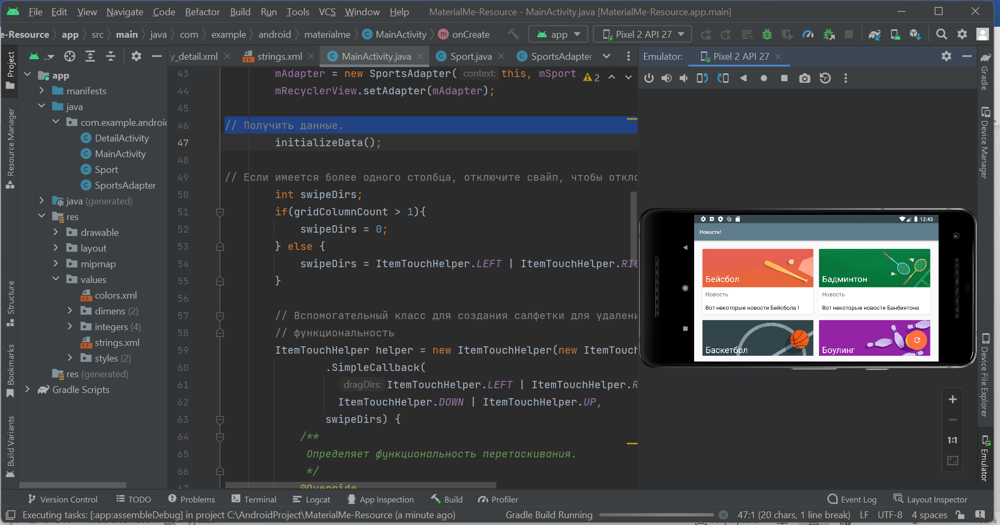 File Edit View Navigate Code Refactor Build Run Tools VCS Window Help MaterialMe-Resource - MainActivity.java [MaterialMe-Resource.app.main]
e-Resource app src main java com example android materialme C MainActivity m onCreate app Pixel 2 API 27
Project
Resource Manager
Structure
Bookmarks
Build Variants
...
app
manifests
java
com.example.androi
C DetailActivity
C MainActivity
C Sport
C SportsAdapter
java (generated)
res
drawable
layout
mipmap
values
colors.xml
dimens (2)
integers (4)
strings.xml
styles (2)
res (generated)
Gradle Scripts
y_detail.xml strings.xml C MainActivity.java C Sport.java C SportsAdapter.
43 mAdapter = new SportsAdapter( context: this, mSport 2
44 mRecyclerView.setAdapter(mAdapter);
45
46 // Получить данные.
47 initializeData();
48
49 // Если имеется более одного столбца, отключите свайп, чтобы откло
50 int swipeDirs;
51 if(gridColumnCount > 1){
52 swipeDirs = 0;
53 } else {
54 swipeDirs = ItemTouchHelper.LEFT | ItemTouchHelper.RIG
55 }
56
57 // Вспомогательный класс для создания салфетки для удалени
58 // функциональность
59 ItemTouchHelper helper = new ItemTouchHelper(new ItemTouch
60 .SimpleCallback(
61 dragDirs: ItemTouchHelper.LEFT | ItemTouchHelper.R
62 ItemTouchHelper.DOWN | ItemTouchHelper.UP,
63 swipeDirs) {
64 /**
65 Определяет функциональность перетаскивания.
66 */
67 @Override
Emulator: Pixel 2 API 27
12:43
Новости!
Бейсбол
Новость
Вот некоторые новости Бейсбола !
Бадминтон
Новость
Вот некоторые новости Банбинтона
Баскетбол
Боулинг
1:1
Gradle
Device Manager
Device File Explorer
Emulator
Version Control TODO Problems Terminal Logcat App Inspection Build Profiler Event Log Layout Inspector
Executing tasks: [:app:assembleDebug] in project C:\AndroidProject\MaterialMe-Resource (a minute ago) Gradle Build Running 47:1 (20 chars, 1 line break) LF UTF-8 4 spaces